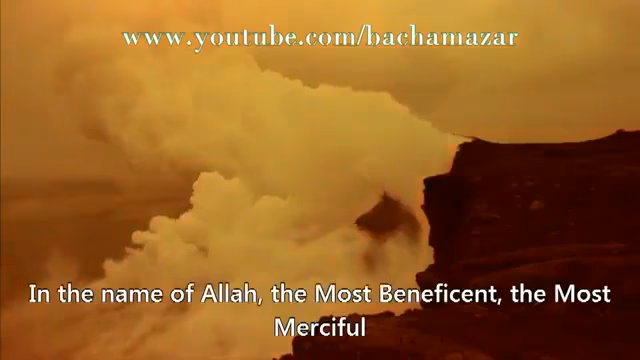 www.youtube.com/bachamazar
In the name of Allah, the Most Beneficent, the Most
Merciful